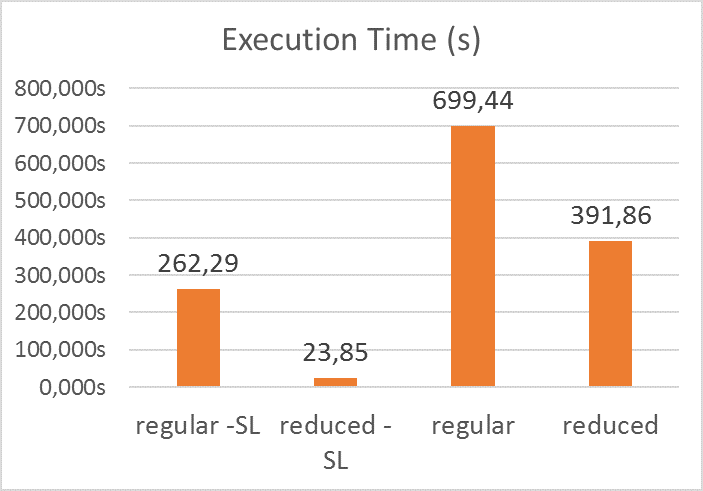 Execution Time (s)
800,000s
700,000s
600,000s
500,000s
400,000s
300,000s
200,000s
100,000s
0,000s
262,29
23,85
699,44
391,86
regular -SL
reduced -
SL
regular
reduced